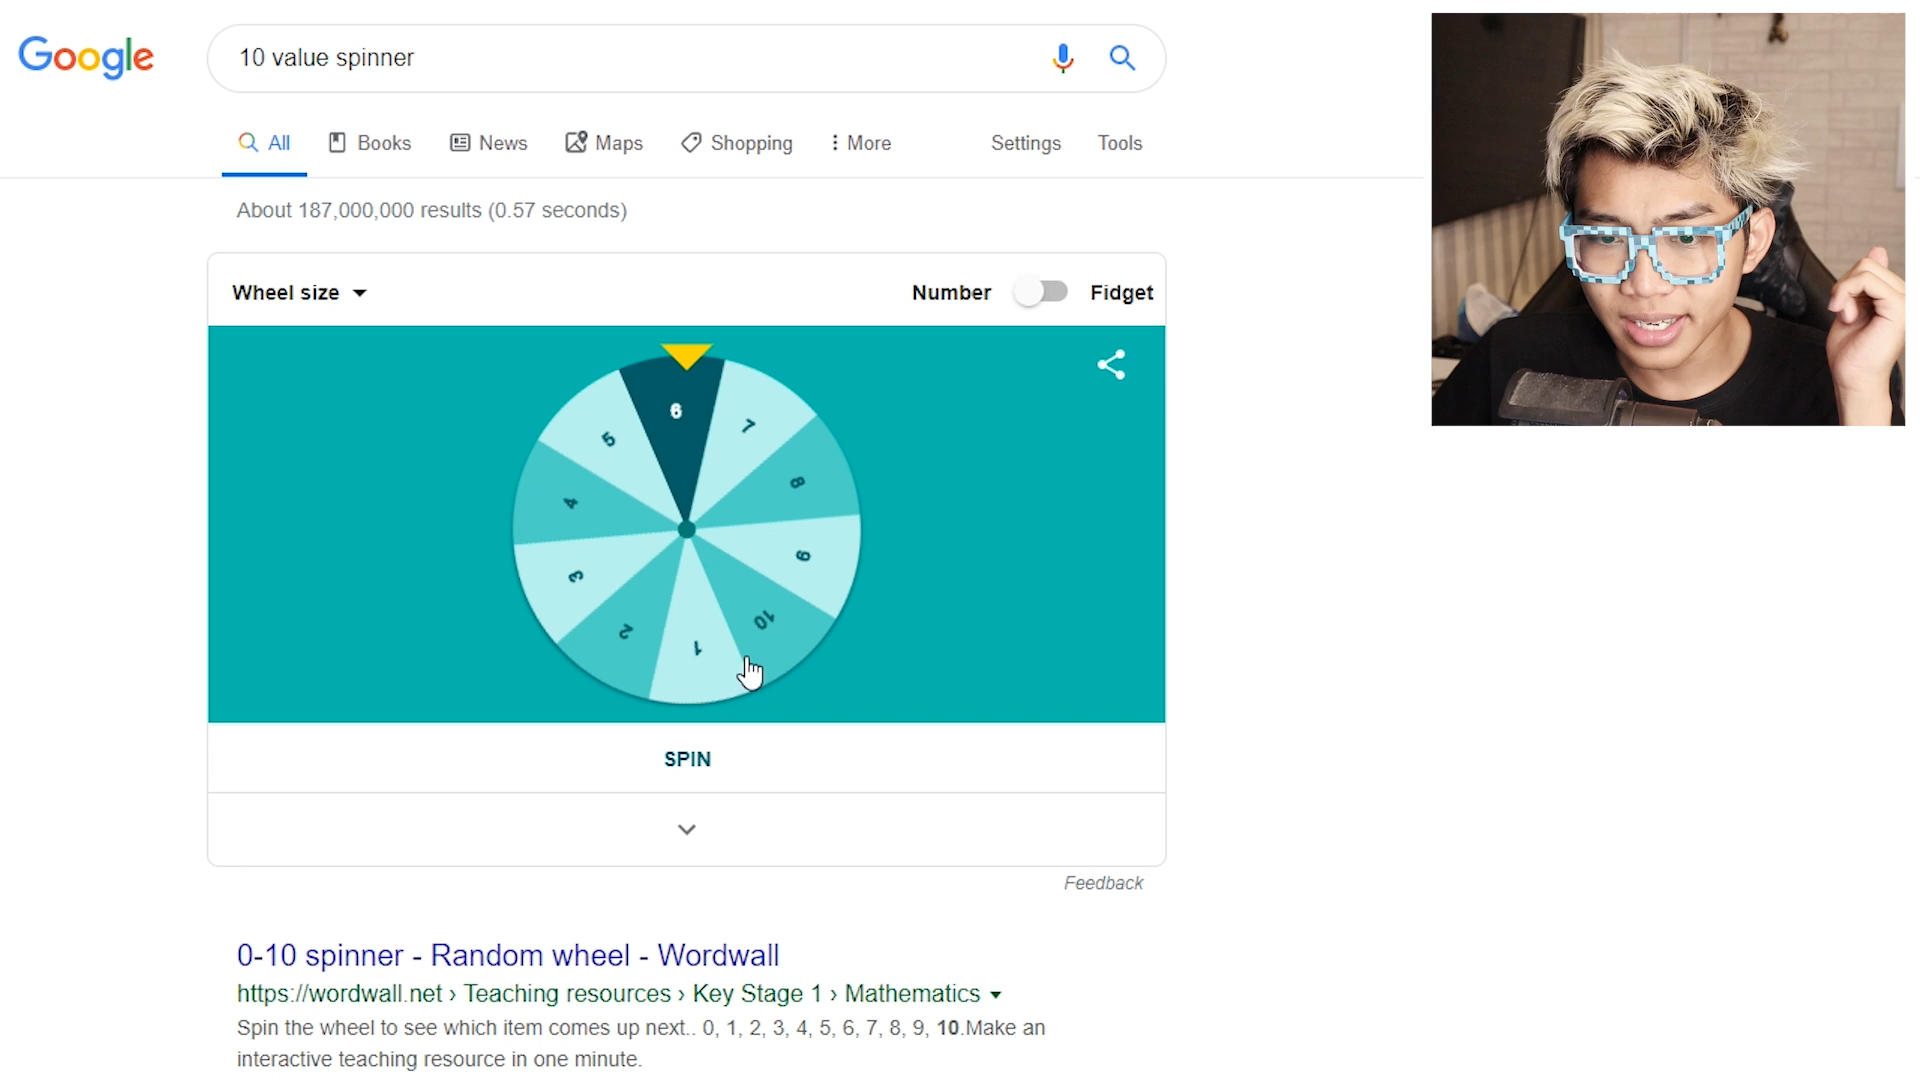 Google
10 value spinner
All
Books
News
Maps
Shopping
More
Settings
Tools
About 187,000,000 results (0.57 seconds)
Wheel size
Number
Fidget
6
7
8
9
10
1
2
3
4
5
SPIN
Feedback
0-10 spinner - Random wheel - Wordwall
https://wordwall.net › Teaching resources › Key Stage 1 › Mathematics
Spin the wheel to see which item comes up next.. 0, 1, 2, 3, 4, 5, 6, 7, 8, 9, 10.Make an
interactive teaching resource in one minute.